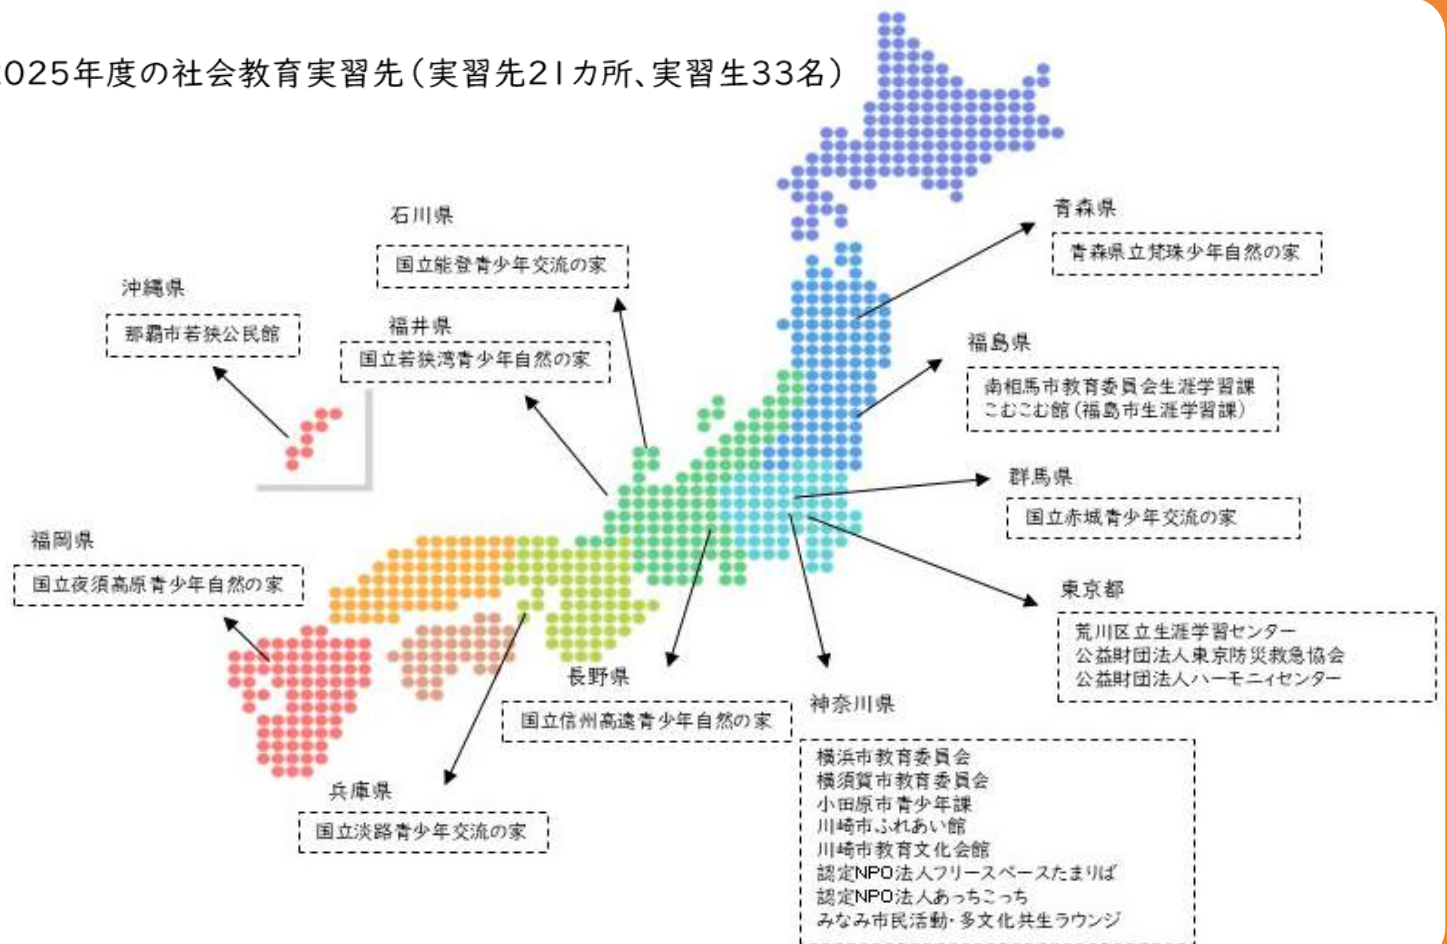 025年度の社会教育実習先(実習先21カ所、実習生33名)
石川県
国立能登青少年交流の家
青森県
青森県立梵珠少年自然の家
沖縄県
那覇市若狭公民館
福井県
国立若狭湾青少年自然の家
福島県
南相馬市教育委員会生涯学習課
こむこむ館(福島市生涯学習課)
群馬県
国立赤城青少年交流の家
福岡県
国立夜須高原青少年自然の家
東京都
荒川区立生涯学習センター
公益財団法人東京防災救急協会
公益財団法人ハーモニィセンター
長野県
国立信州高遠青少年自然の家
神奈川県
横浜市教育委員会
横須賀市教育委員会
小田原市青少年課
川崎市ふれあい館
川崎市教育文化会館
認定NPO法人フリースペースたまりば
認定NPO法人あっちこっち
みなみ市民活動・多文化共生ラウンジ
兵庫県
国立淡路青少年交流の家